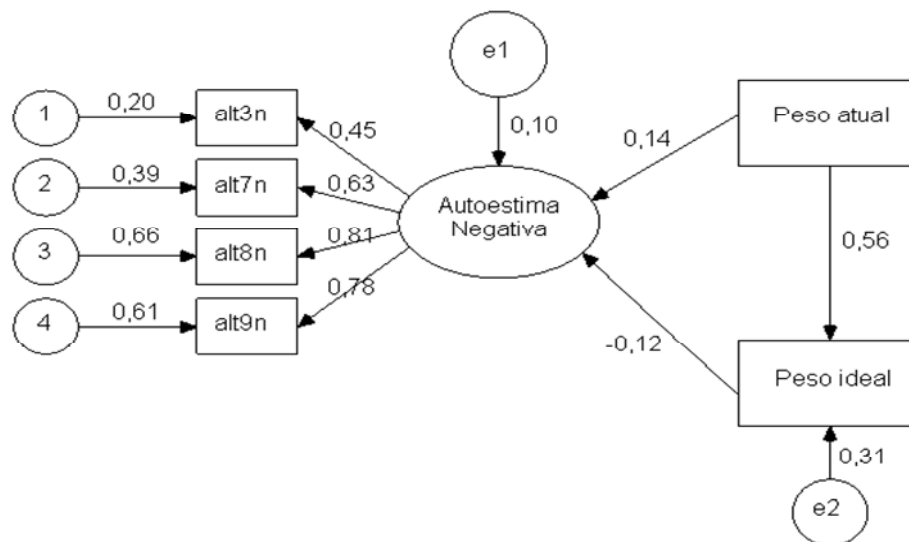 e1
0,10
1
0,20
alt3n
0,45
2
0,39
alt7n
0,63
3
0,66
alt8n
0,81
4
0,61
alt9n
0,78
Autoestima
Negativa
0,14
Peso atual
0,56
-0,12
Peso ideal
0,31
e2